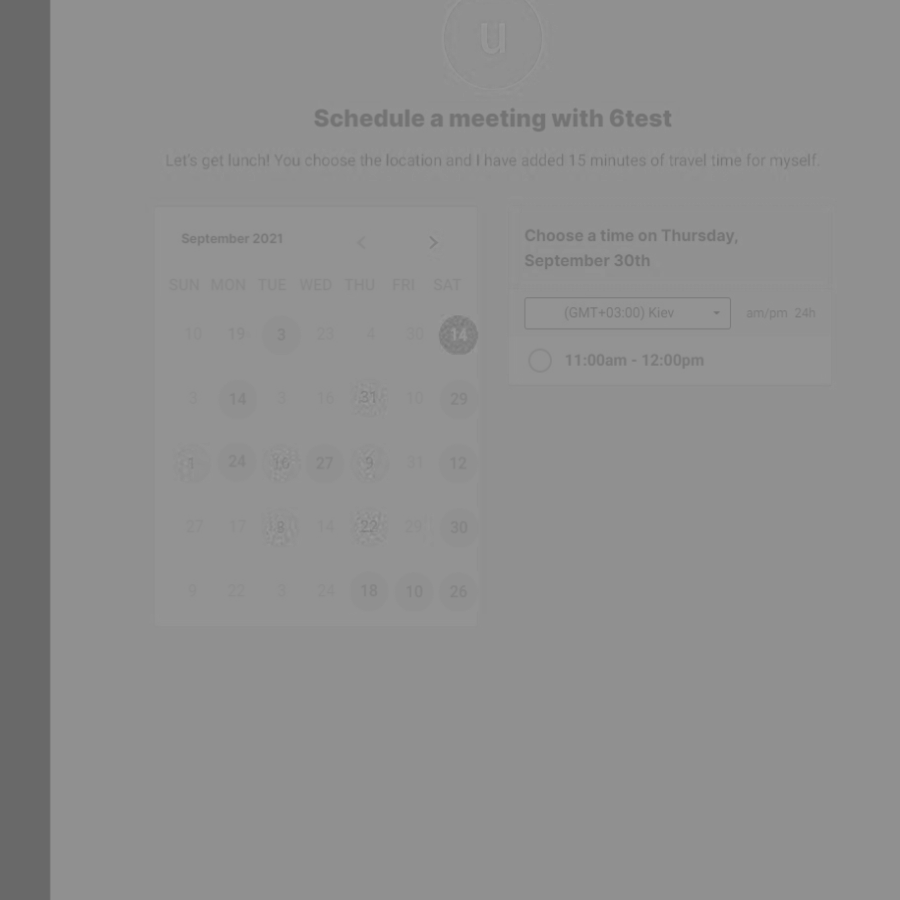 u
Schedule a meeting with 6test
Let's get lunch! You choose the location and I have added 15 minutes of travel time for myself.
September 2021
SUN MON TUE WED THU FRI SAT
10 19 3 23 4 30 14
3 14 3 16 31 10 29
1 24 16 27 9 31 12
27 17 14 22 29 30
9 22 3 24 18 10 26
Choose a time on Thursday,
September 30th
(GMT+03:00) Kiev
am/pm 24h
11:00am - 12:00pm